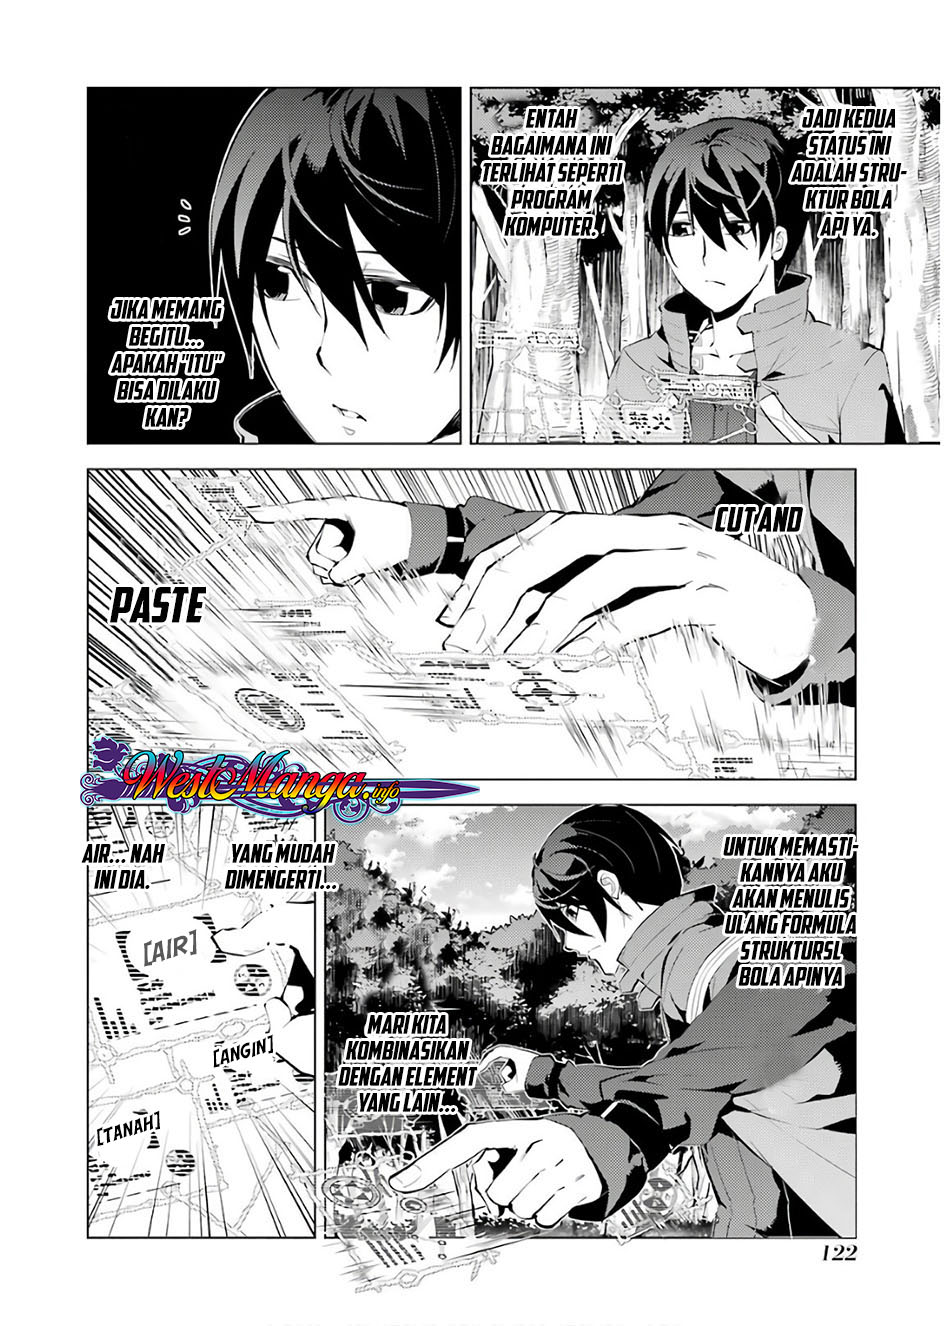 JADI KEDUA
STATUS INI
ADALAH STRU-
KTUR BOLA
API YA.
ENTAH
BAGAIMANA INI
TERLIHAT SEPERTI
PROGRAM
KOMPUTER.
JIKA MEMANG
BEGITU...
APAKAH "ITU"
BISA DILAKU
KAN?
CUT AND
PASTE
WestManga.info
UNTUK MEMASTI-
KANNYA AKU
AKAN MENULIS
ULANG FORMULA
STRUKTURSL
BOLA APINYA
MARI KITA
KOMBINASIKAN
DENGAN ELEMENT
YANG LAIN...
YANG MUDAH
DIMENGERTI...
AIR... NAH
INI DIA.
[AIR]
[ANGIN]
[TANAH]
122